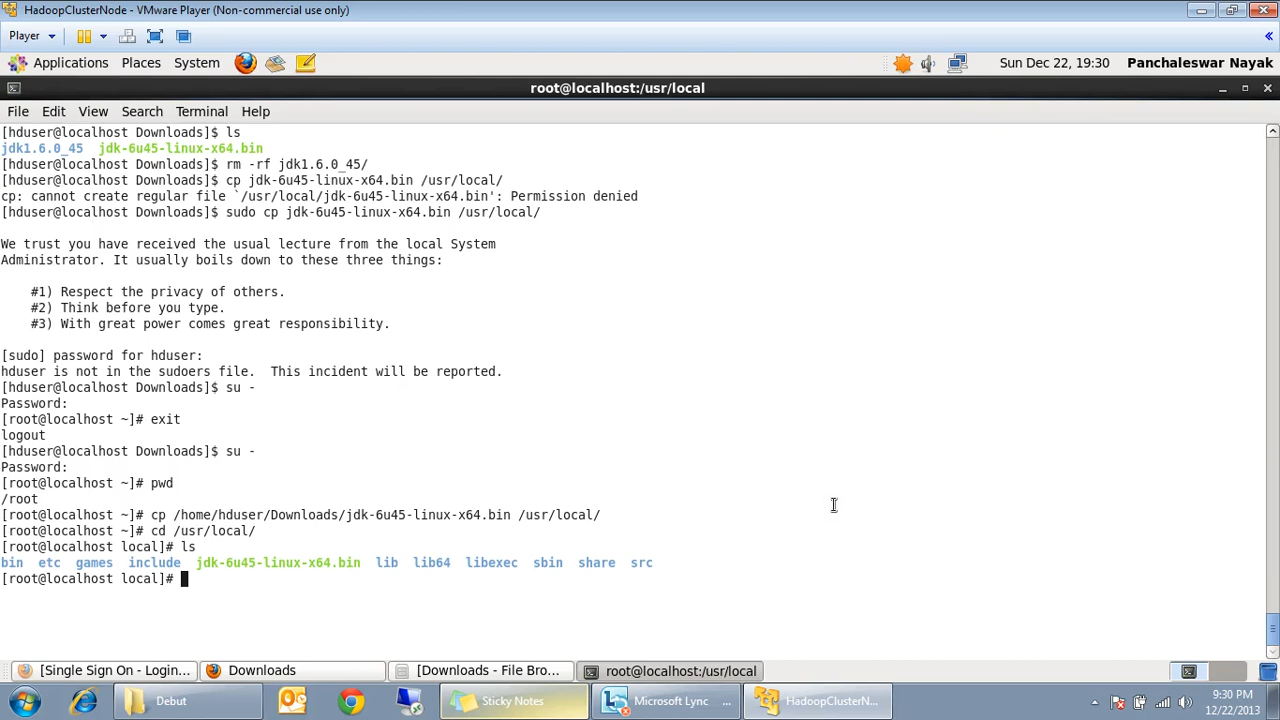 HadoopClusterNode - VMware Player (Non-commercial use only)
Player
Applications Places System Sun Dec 22, 19:30 Panchaleswar Nayak
root@localhost:/usr/local
File Edit View Search Terminal Help
[hduser@localhost Downloads]$ ls
jdk1.6.0_45 jdk-6u45-linux-x64.bin
[hduser@localhost Downloads]$ rm -rf jdk1.6.0_45/
[hduser@localhost Downloads]$ cp jdk-6u45-linux-x64.bin /usr/local/
cp: cannot create regular file `/usr/local/jdk-6u45-linux-x64.bin': Permission denied
[hduser@localhost Downloads]$ sudo cp jdk-6u45-linux-x64.bin /usr/local/
We trust you have received the usual lecture from the local System
Administrator. It usually boils down to these three things:
#1) Respect the privacy of others.
#2) Think before you type.
#3) With great power comes great responsibility.
[sudo] password for hduser:
hduser is not in the sudoers file.  This incident will be reported.
[hduser@localhost Downloads]$ su -
Password:
[root@localhost ~]# exit
logout
[hduser@localhost Downloads]$ su -
Password:
[root@localhost ~]# pwd
/root
[root@localhost ~]# cp /home/hduser/Downloads/jdk-6u45-linux-x64.bin /usr/local/
[root@localhost ~]# cd /usr/local/
[root@localhost local]# ls
bin etc games include jdk-6u45-linux-x64.bin lib lib64 libexec sbin share src
[root@localhost local]#
[Single Sign On - Login... Downloads [Downloads - File Bro... root@localhost:/usr/local
Debut Sticky Notes Microsoft Lync ... HadoopClusterN... 9:30 PM
12/22/2013